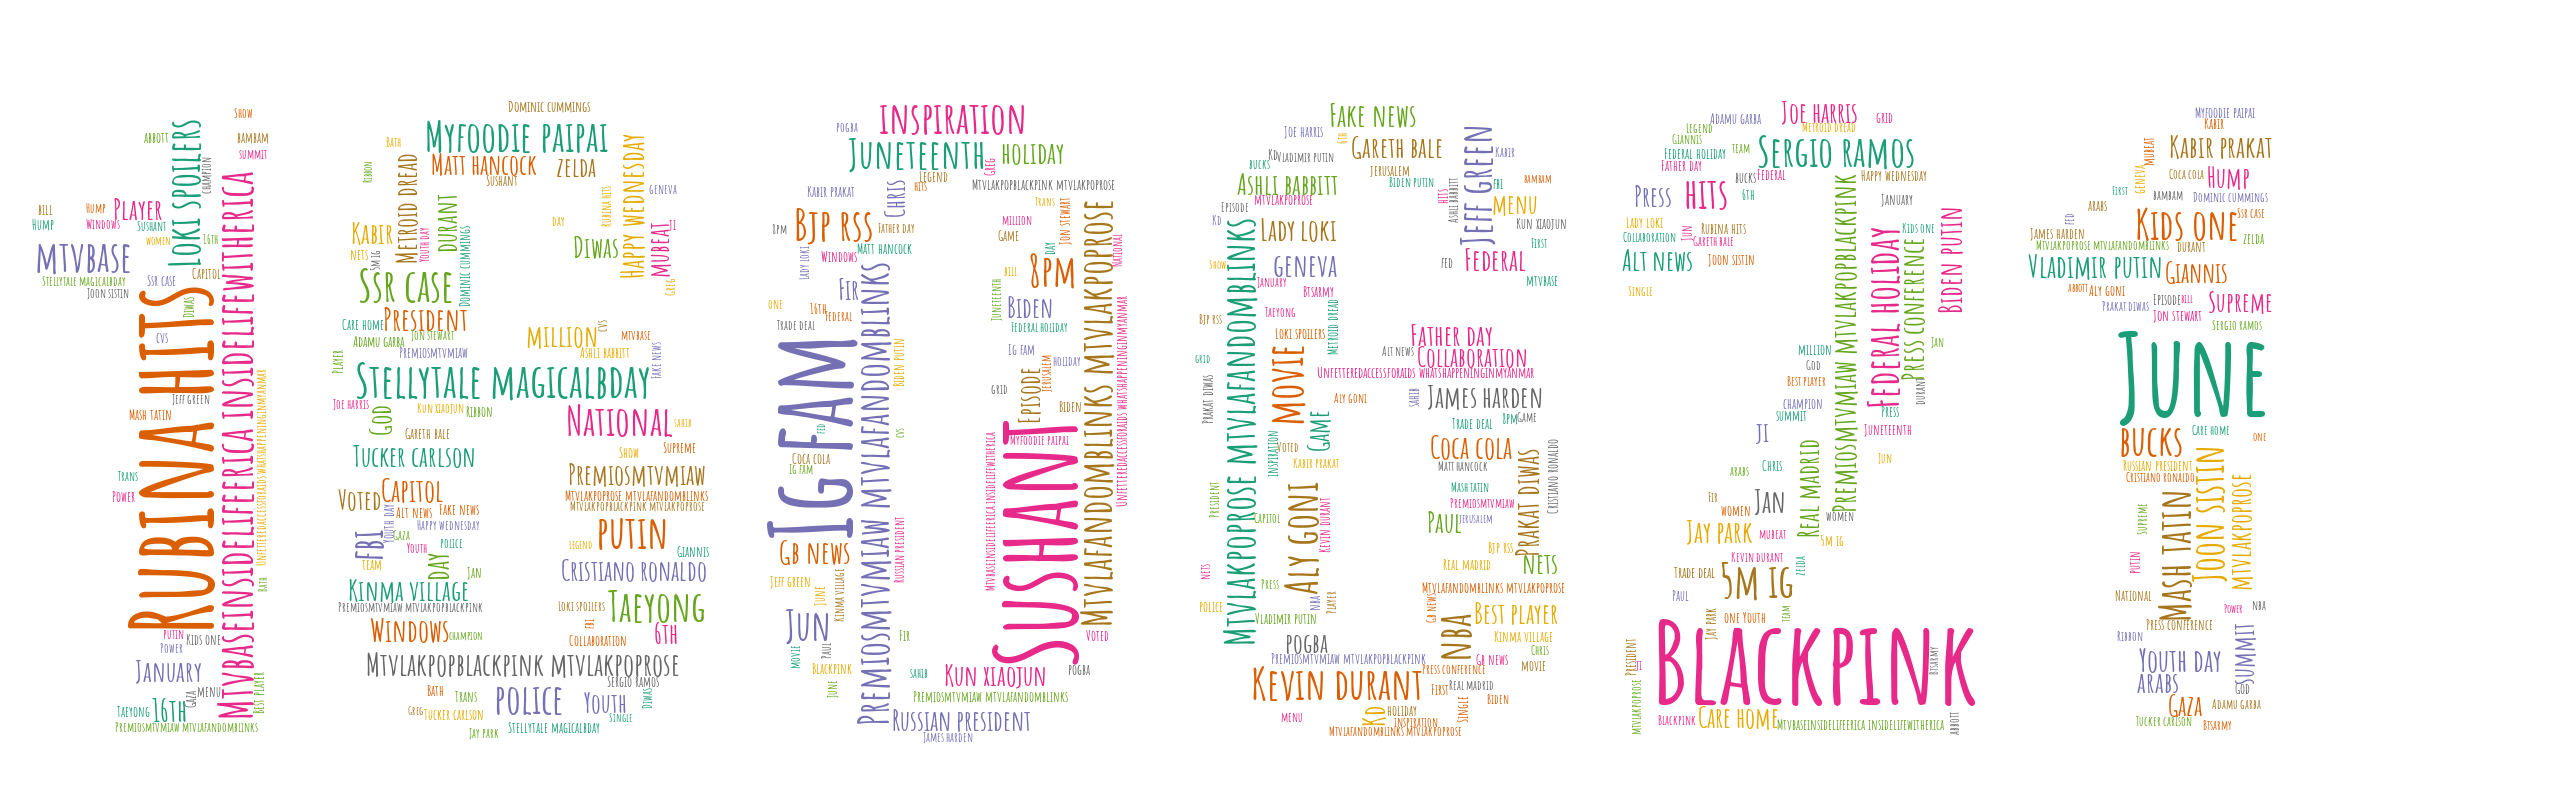 Show
Abbott
Bambam
Summit
Loki spoilers
Champion
Bill
Hump
Player
Hump
Windows
Sushant
Women
16th
mtvbase
Stellytale magicalbday
Ssr case
Capitol
Joon sistin
Diwas
Rubina hits
mtvbaseinsidelifeerica insidelifewitherica
Cvs
Jeff green
Mash tatin
Unfetteredaccessforaids whatshappeninginmyanmar
Trans
Power
Bath
Putin
Kids one
Power
January
Gaza
Menu
Best player
Taeyong
16th
Premiosmtvmiaw mtvlafandomblinks
Dominic cummings
Bath
Myfoodie paipai
Ribbon
Metroid dread
Matt hancock
Zelda
Sushant
Happy wednesday
Rubina hits
Geneva
Durant
Day
Ji
Kabir
Youth day
Dominic cummings
Diwas
Mubeat
Nets
5m ig
Greg
Ssr case
Care home
President
Adamu garba
Jon stewart
Million
Cvs
mtvbase
Player
Premiosmtvmiaw
Ashli babbitt
Fake news
Stellytale magicalbday
Joe harris
God
Kun xiaojun
Ribbon
National
Sahib
Gareth bale
Tucker carlson
Show
Supreme
Premiosmtvmiaw
Voted
Capitol
Mtvlakpoprose mtvlafandomblinks
Mtvlakpopblackpink mtvlakpoprose
Alt news
Fake news
Youth day
Happy wednesday
Putin
FBI
Gaza
Youth
Police
Legend
Giannis
Team
Day
Jan
Cristiano ronaldo
Kinma village
Premiosmtvmiaw mtvlakpopblackpink
Loki spoilers
Taeyong
Windows
Champion
FBI
Collaboration
6th
Mtvlakpopblackpink mtvlakpoprose
Sergio ramos
Bath
Trans
Police
Youth
Diwas
Greg
Tucker carlson
Single
Jay park
Stellytale magicalbday
Inspiration
Pogba
Juneteenth
Greg
Holiday
Legend
Kabir prakat
Chris
Hits
Mtvlakpopblackpink mtvlakpoprose
Trans
8pm
Bjp rss
Father day
Million
Game
Jon stewart
Lady loki
Windows
Matt hancock
Day
National
Fir
Bill
8pm
One
16th
Federal
Juneteenth
Biden
Trade deal
Federal holiday
Ig fam
Biden putin
Ig fam
Jerusalem
Holiday
Grid
Episode
Biden
Fed
Cvs
Myfoodie paipai
Coca cola
Ig fam
Premiosmtvmiaw mtvlafandomblinks
Mtvlafandomblinks mtvlakpoprose
Unfetteredaccessforaids whatshappeninginmyanmar
Mtvbaseinsidelifeerica insidelifewitherica
Sushant
Gb news
Russian president
Jeff green
June
Kinma village
Jun
Fir
Voted
Movie
Paul
Blackpink
Sahib
Kun xiaojun
Pogba
June
Premiosmtvmiaw mtvlafandomblinks
Russian president
James harden
Fake news
Joe harris
6th
Gareth bale
Jeff green
Kabir
Kd
Vladimir putin
Bucks
Jerusalem
Ashli babbitt
Biden putin
FBI
Bambam
Mtvlakpoprose
Hits
Ashli babbitt
Menu
Episode
Kd
Lady loki
Kun xiaojun
First
Show
Geneva
Fed
Federal
January
Btsarmy
mtvbase
Taeyong
Metroid dread
Bjp rss
Loki spoilers
Father day
Grid
Movie
Alt news
Collaboration
Unfetteredaccessforaids whatshappeninginmyanmar
Prakat diwas
Aly goni
Sahib
James harden
Game
Trade deal
8pm
Game
Mtvlakpoprose mtvlafandomblinks
Inspiration
Voted
Kabir prakat
Coca cola
Matt hancock
Cristiano ronaldo
President
Capitol
Aly goni
Kevin durant
Mash tatin
Premiosmtvmiaw
Prakat diwas
Paul
Jerusalem
Bjp rss
Nets
Press
Real madrid
Nets
Nba
Player
Mtvlafandomblinks mtvlakpoprose
Police
Vladimir putin
Gb news
Best player
Pogba
Nba
Kinma village
Chris
Premiosmtvmiaw mtvlakpopblackpink
Press conference
Gb news
Movie
Kevin durant
First
Real madrid
Menu
Kd
Holiday
Inspiration
Single
Biden
Mtvlafandomblinks mtvlakpoprose
Joe harris
Adamu garba
Legend
Metroid dread
Grid
Giannis
Federal holiday
Team
Sergio ramos
Father day
Bucks
Federal
Happy wednesday
Press
Hits
6th
January
Lady loki
Rubina hits
Kids one
Collaboration
Jun
Gareth bale
Alt news
Joon sistin
Single
Premiosmtvmiaw mtvlakpopblackpink
Federal holiday
Press conference
Biden putin
Million
God
Jan
Best player
Durant
Champion
Summit
Press
Ji
Juneteenth
Real madrid
Arabs
Chris
Jun
Fir
Jan
Women
Women
Jay park
Mubeat
5m ig
Kevin durant
Trade deal
5m ig
Zelda
Paul
Jay park
One
Youth
Team
Blackpink
President
Ji
Btsarmy
Mtvlakpoprose
Blackpink
Care home
Mtvbaseinsidelifeerica insidelifewitherica
Abbott
Myfoodie paipai
Kabir
Mubeat
Kabir prakat
Geneva
Coca cola
Hump
First
Bambam
Dominic cummings
Arabs
Fed
Kids one
Ssr case
James harden
Zelda
Mtvlakpoprose mtvlafandomblinks
Durant
Vladimir putin
Giannis
Abbott
Aly goni
Prakat diwas
Episode
Bill
Supreme
Jon stewart
Sergio ramos
June
Bucks
Care home
One
Russian president
Cristiano ronaldo
Joon sistin
Mtvlakpoprose
Supreme
Mash tatin
Putin
National
Power
Nba
Press conference
Ribbon
Summit
Youth day
Arabs
God
Gaza
Adamu garba
Tucker carlson
Btsarmy